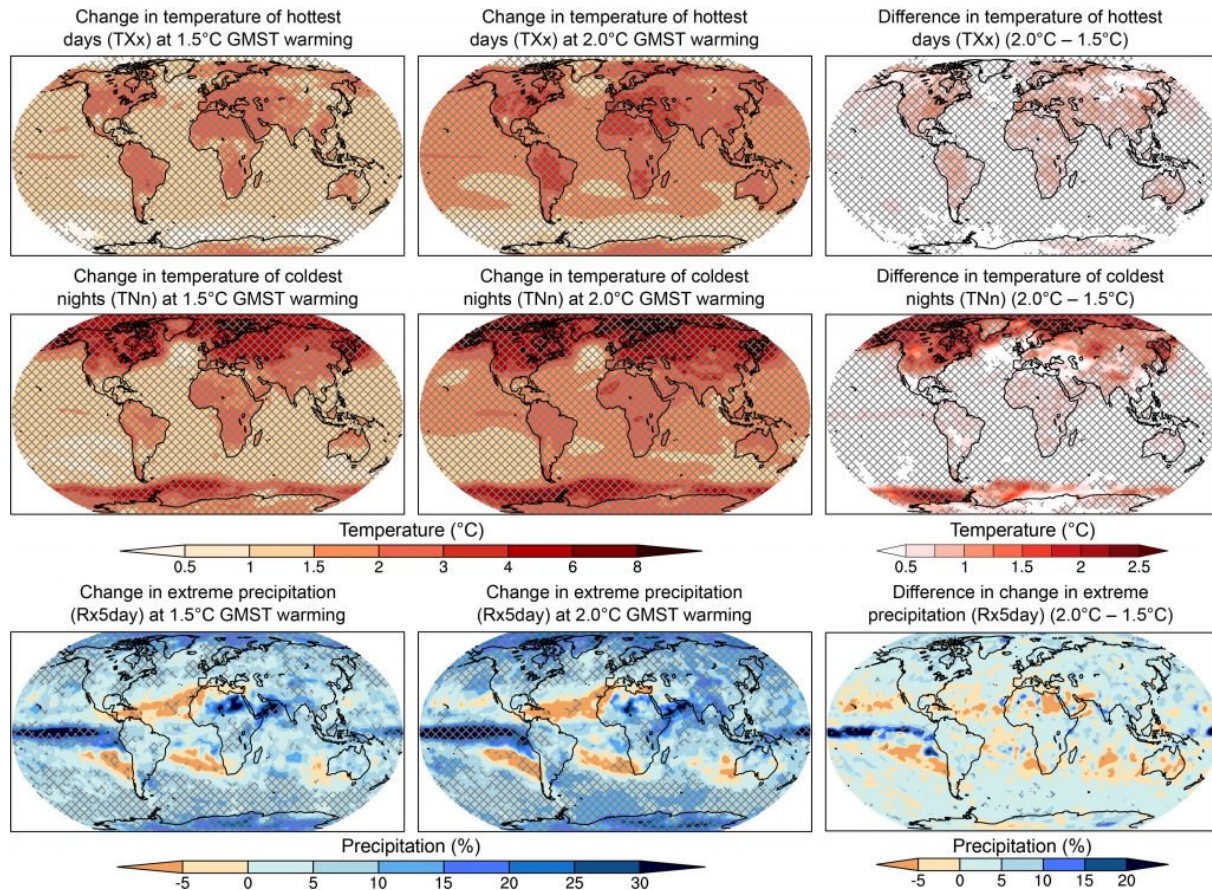 Change in temperature of hottest
days (TXx) at 1.5°C GMST warming
Change in temperature of hottest
days (TXx) at 2.0°C GMST warming
Difference in temperature of hottest
days (TXx) (2.0°C – 1.5°C)
Change in temperature of coldest
nights (TNn) at 1.5°C GMST warming
Change in temperature of coldest
nights (TNn) at 2.0°C GMST warming
Difference in temperature of coldest
nights (TNn) (2.0°C – 1.5°C)
Temperature (°C)
0.5 1 1.5 2 3 4 6 8
Temperature (°C)
0.5 1 1.5 2 2.5
Change in extreme precipitation
(Rx5day) at 1.5°C GMST warming
Change in extreme precipitation
(Rx5day) at 2.0°C GMST warming
Difference in change in extreme
precipitation (Rx5day) (2.0°C – 1.5°C)
Precipitation (%)
-5 0 5 10 15 20 25 30
Precipitation (%)
-5 0 5 10 15 20